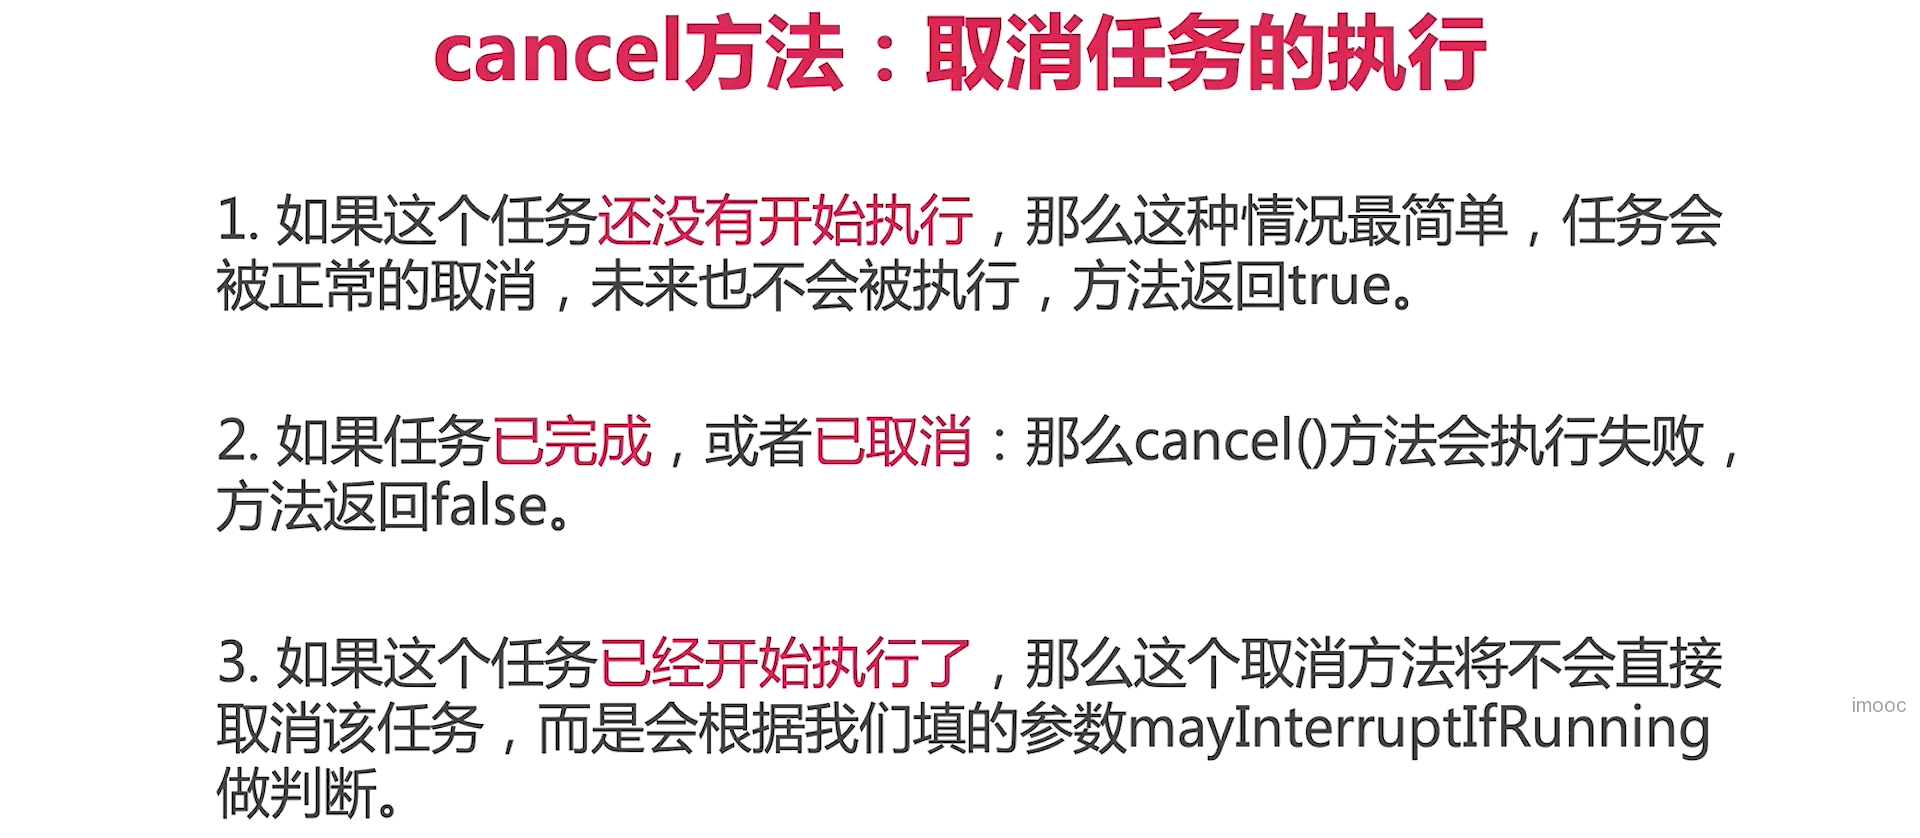 cancel方法：取消任务的执行
1. 如果这个任务还没有开始执行，那么这种情况最简单，任务会
被正常的取消，未来也不会被执行，方法返回true。
2. 如果任务已完成，或者已取消：那么cancel()方法会执行失败，
方法返回false。
3. 如果这个任务已经开始执行了，那么这个取消方法将不会直接
取消该任务，而是会根据我们填的参数mayInterruptIfRunning
做判断。
imooc